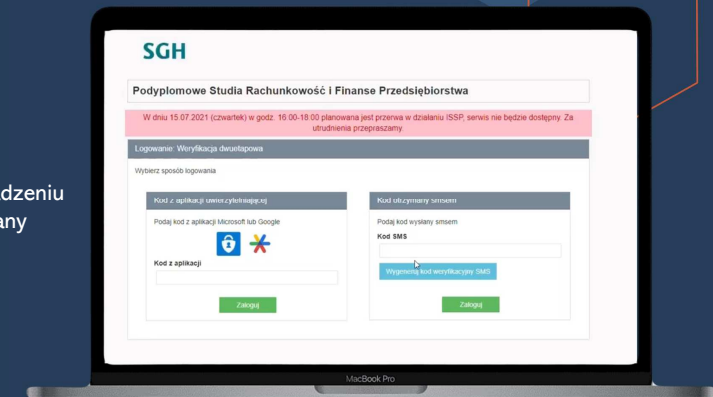 SGH
Podyplomowe Studia Rachunkowość i Finanse Przedsiębiorstwa
W dniu 15.07.2021 (czwartek) w godz. 16:00-18:00 planowana jest przerwa w działaniu ISSP, serwis nie będzie dostępny. Za
utrudnienia przepraszamy.
Logowanie: Weryfikacja dwuetapowa
Wybierz sposób logowania
Kod z aplikacji uwierzytelniającej
Podaj kod z aplikacji Microsoft lub Google
Kod z aplikacji
Zaloguj
Kod otrzymany smsem
Podaj kod wysłany smsem
Kod SMS
Wygeneruj kod weryfikacyjny SMS
Zaloguj
dzeniu
any
MacBook Pro